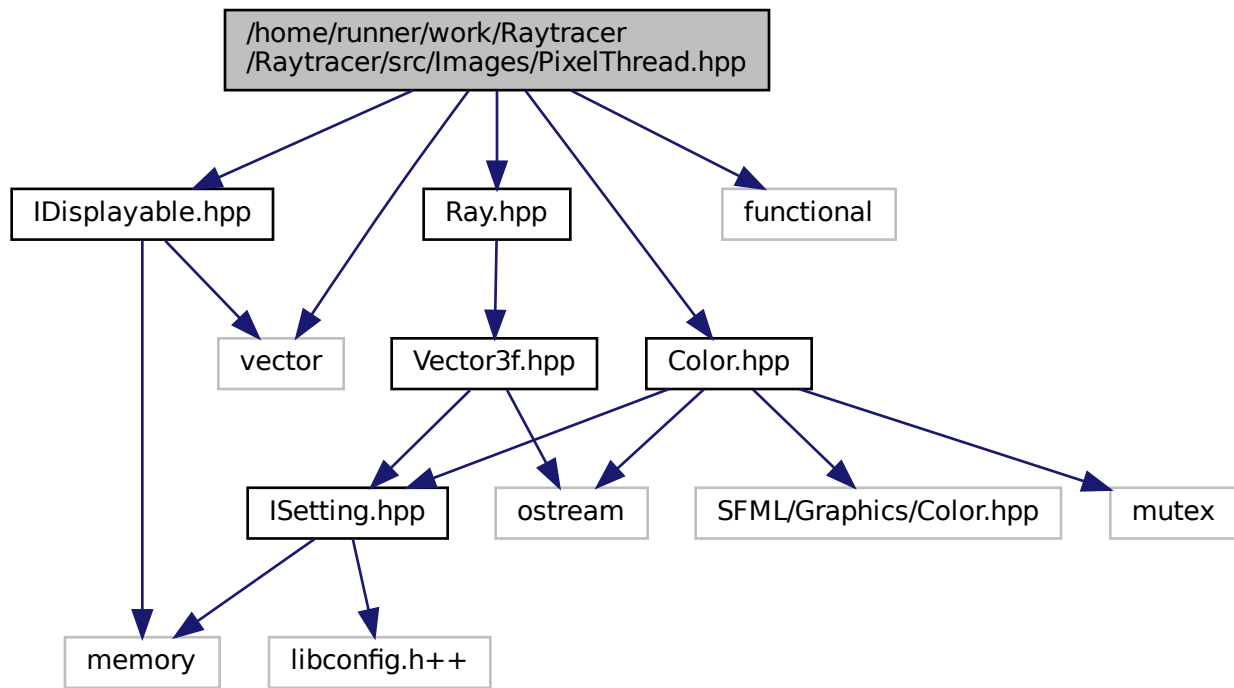 /home/runner/work/Raytracer
/Raytracer/src/Images/PixelThread.hpp
IDisplayable.hpp
Ray.hpp
functional
vector
Vector3f.hpp
Color.hpp
ISetting.hpp
ostream
SFML/Graphics/Color.hpp
mutex
memory
libconfig.h++